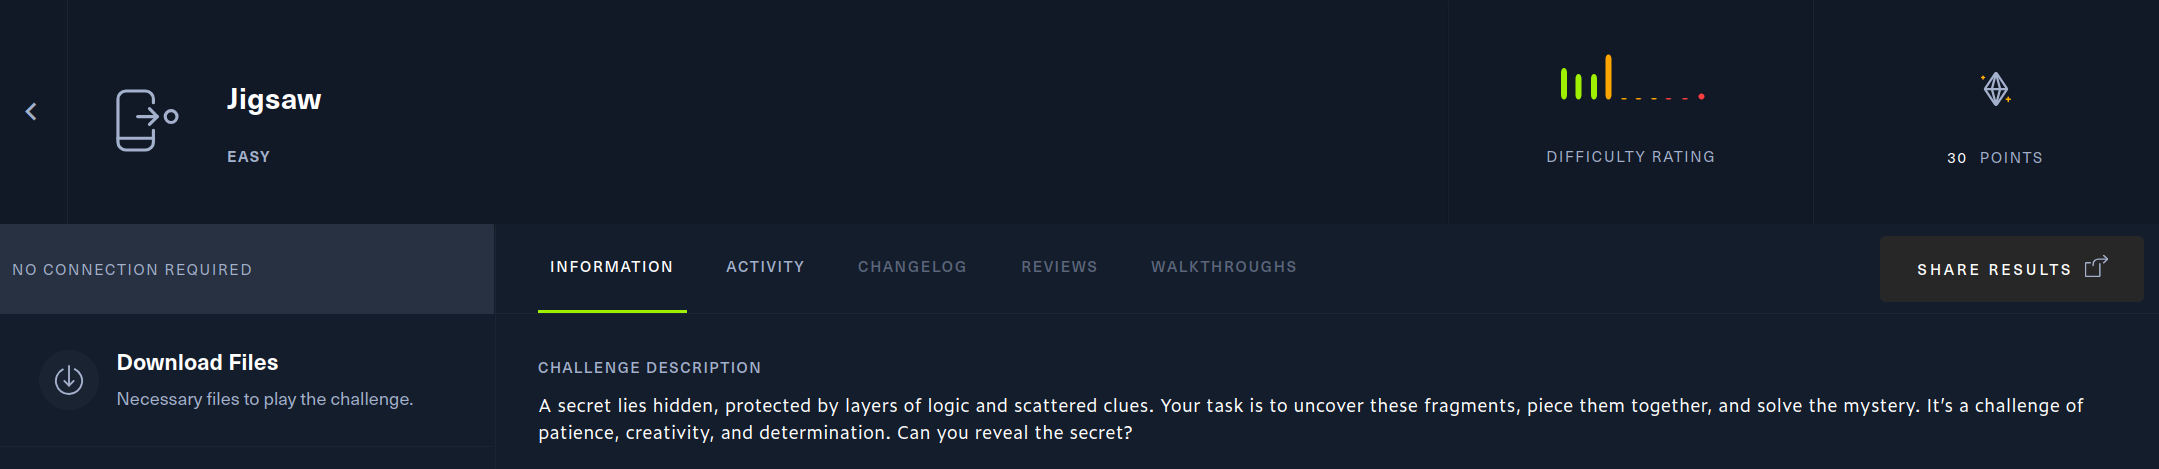 Jigsaw
EASY
DIFFICULTY RATING
30 POINTS
NO CONNECTION REQUIRED
INFORMATION
ACTIVITY
CHANGELOG
REVIEWS
WALKTHROUGHS
SHARE RESULTS
Download Files
Necessary files to play the challenge.
CHALLENGE DESCRIPTION
A secret lies hidden, protected by layers of logic and scattered clues. Your task is to uncover these fragments, piece them together, and solve the mystery. It’s a challenge of
patience, creativity, and determination. Can you reveal the secret?